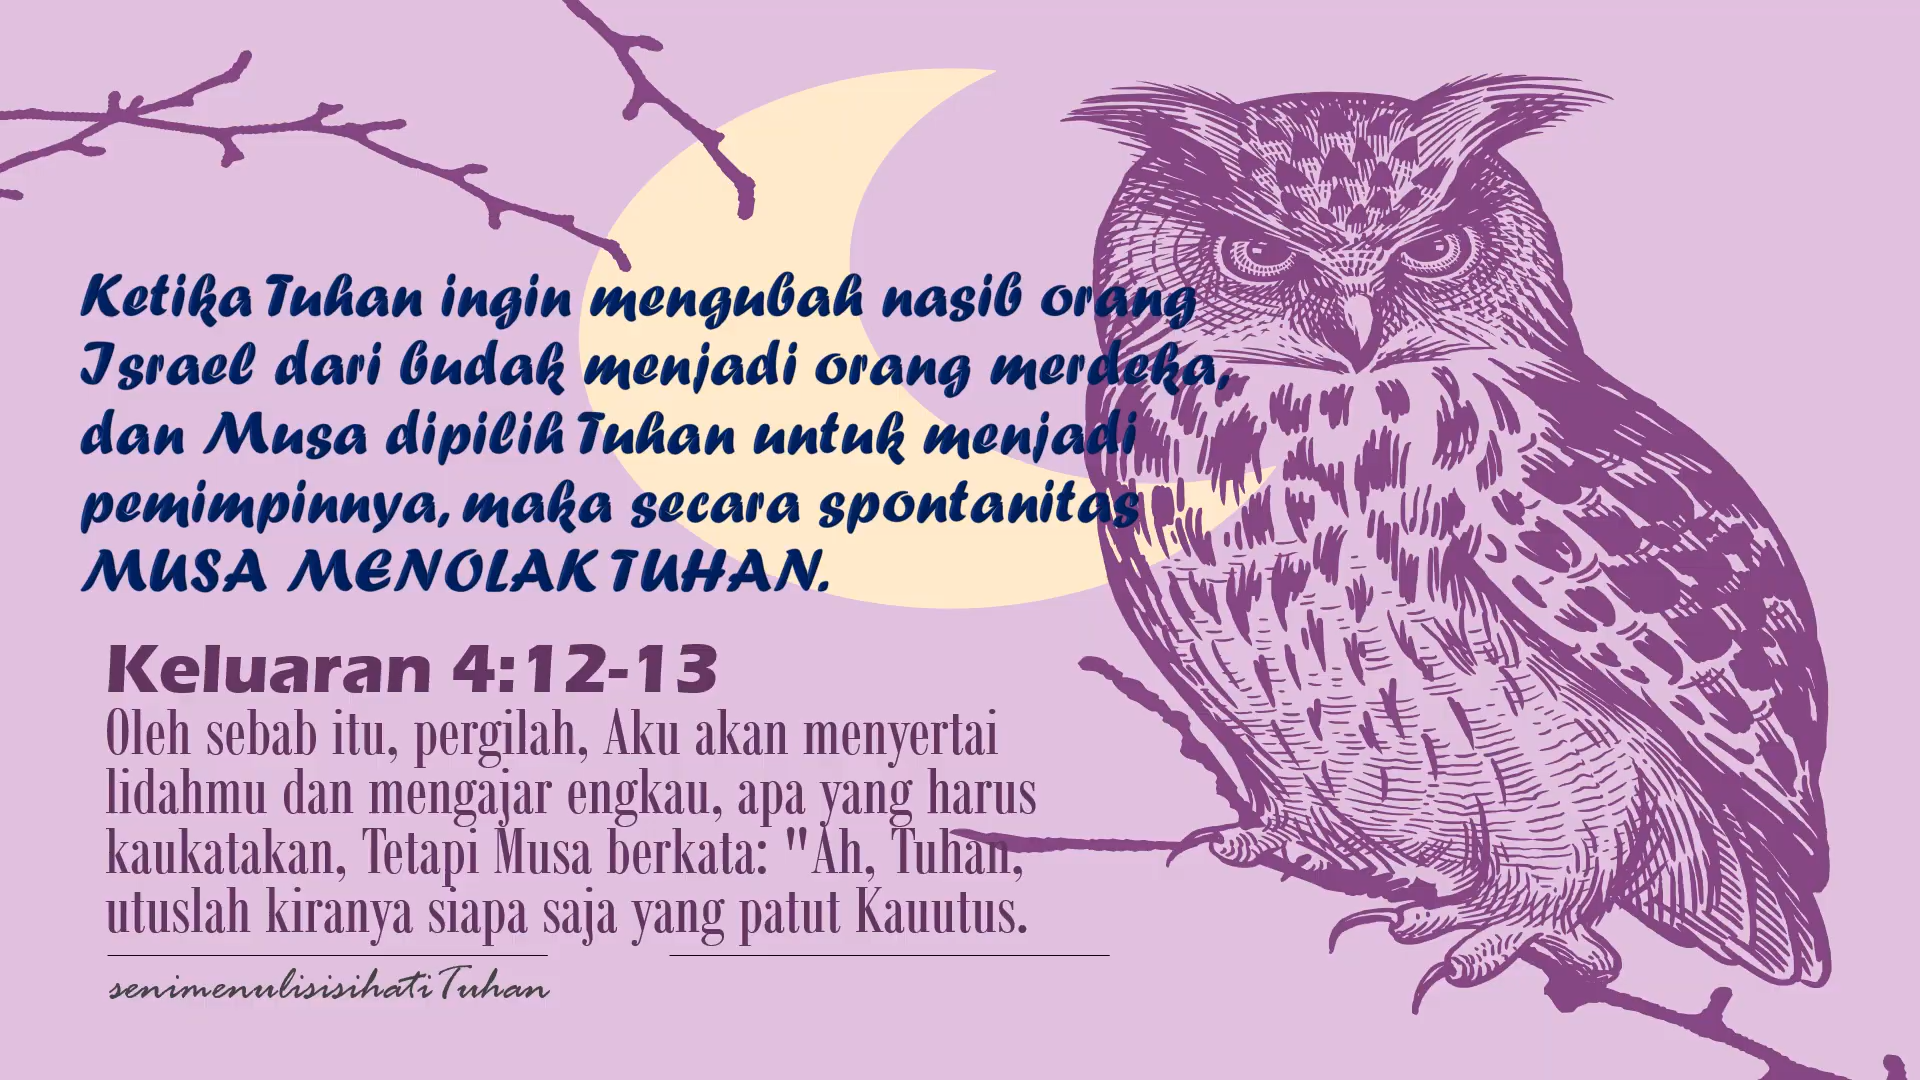 Ketika Tuhan ingin mengubah nasib orang
Israel dari budak menjadi orang merdeka,
dan Musa dipilih Tuhan untuk menjadi
pemimpinnya, maka secara spontanitas
MUSA MENOLAK TUHAN.
Keluaran 4:12-13
Oleh sebab itu, pergilah, Aku akan menyertai
lidahmu dan mengajar engkau, apa yang harus
kaukatakan, Tetapi Musa berkata: "Ah, Tuhan,
utuslah kiranya siapa saja yang patut Kauutus.
senimenulisisihatiTuhan